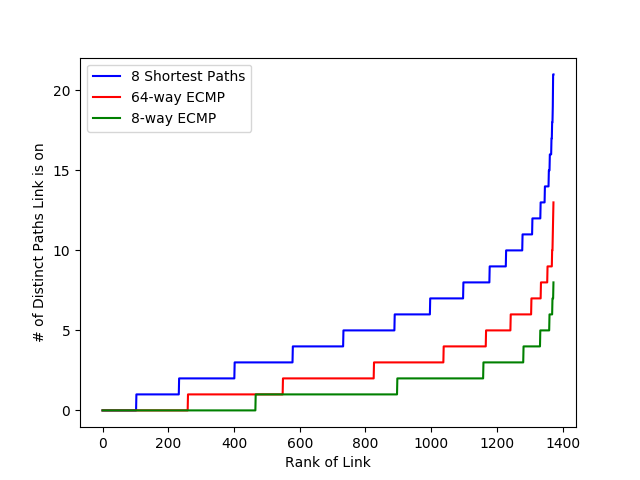 8 Shortest Paths
64-way ECMP
8-way ECMP
# of Distinct Paths Link is on
20
15
10
5
0
0 200 400 600 800 1000 1200 1400
Rank of Link